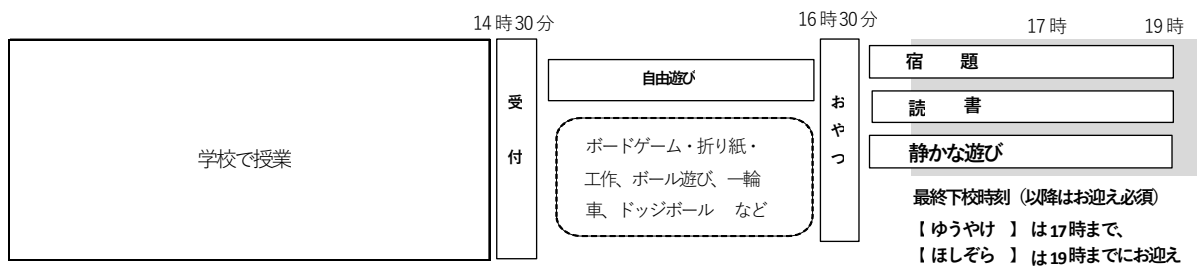 14時30分
16時30分
17時
19時
学校で授業
受付
自由遊び
ボードゲーム・折り紙・
工作、ボール遊び、一輪
車、ドッジボール　など
おやつ
宿　題
読　書
静かな遊び
最終下校時刻（以降はお迎え必須）
【 ゆうやけ 】 は17時まで、
【 ほしぞら 】 は19時までにお迎え